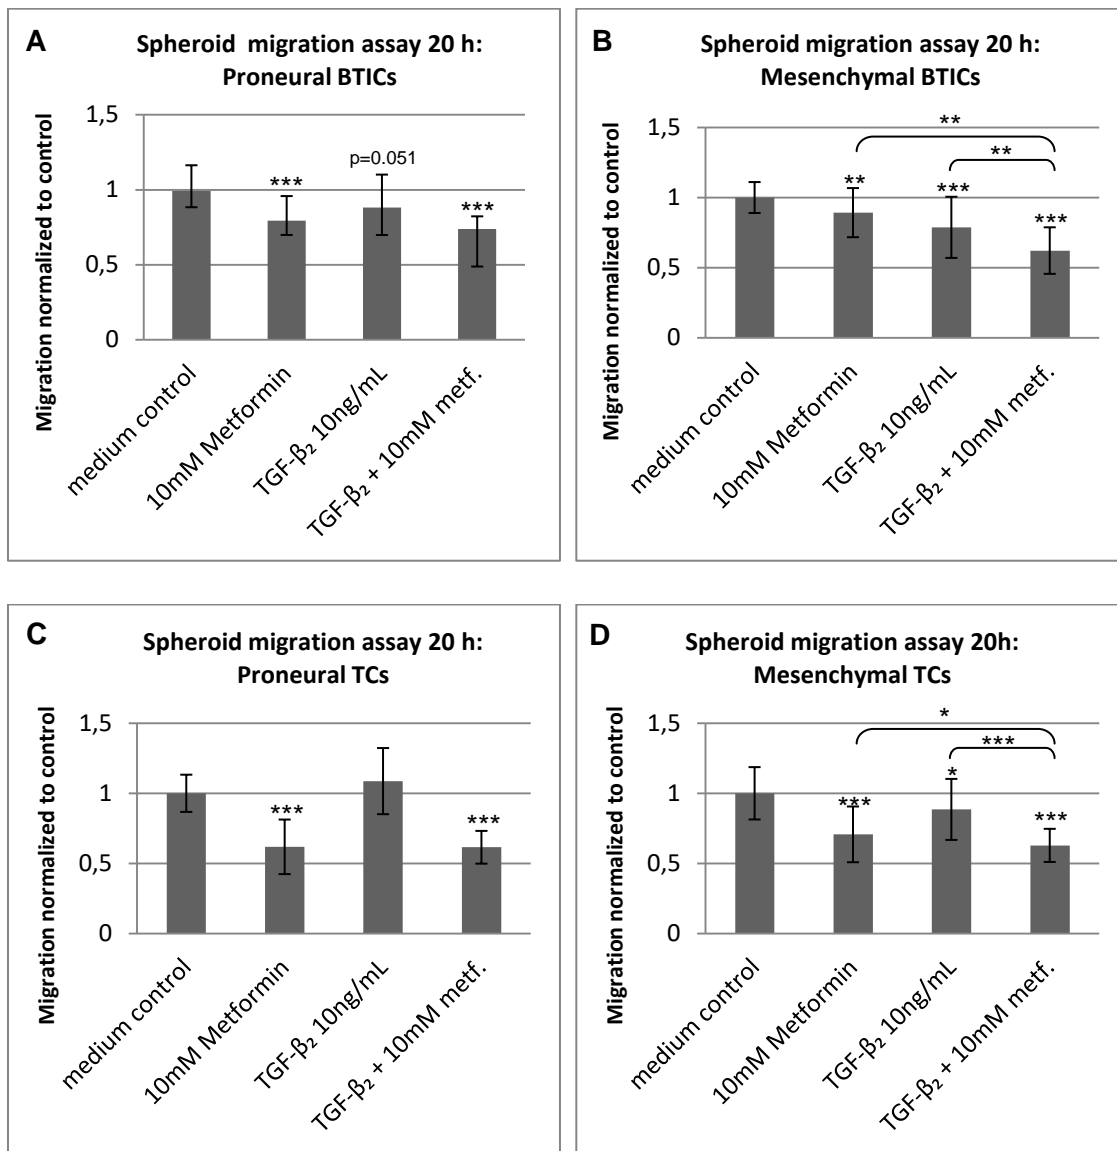 A
Spheroid migration assay 20 h:
Proneural BTICs
Migration normalized to control
1,5
1
0,5
0
***
p=0.051
***
medium control
10mM Metformin
TGF-β₂ 10ng/mL
TGF-β₂ + 10mM metf.
B
Spheroid migration assay 20 h:
Mesenchymal BTICs
Migration normalized to control
1,5
1
0,5
0
**
**
**
***
***
medium control
10mM Metformin
TGF-β₂ 10ng/mL
TGF-β₂ + 10mM metf.
C
Spheroid migration assay 20 h:
Proneural TCs
Migration normalized to control
1,5
1
0,5
0
***
***
medium control
10mM Metformin
TGF-β₂ 10ng/mL
TGF-β₂ + 10mM metf.
D
Spheroid migration assay 20h:
Mesenchymal TCs
Migration normalized to control
1,5
1
0,5
0
*
***
*
***
***
medium control
10mM Metformin
TGF-β₂ 10ng/mL
TGF-β₂ + 10mM metf.